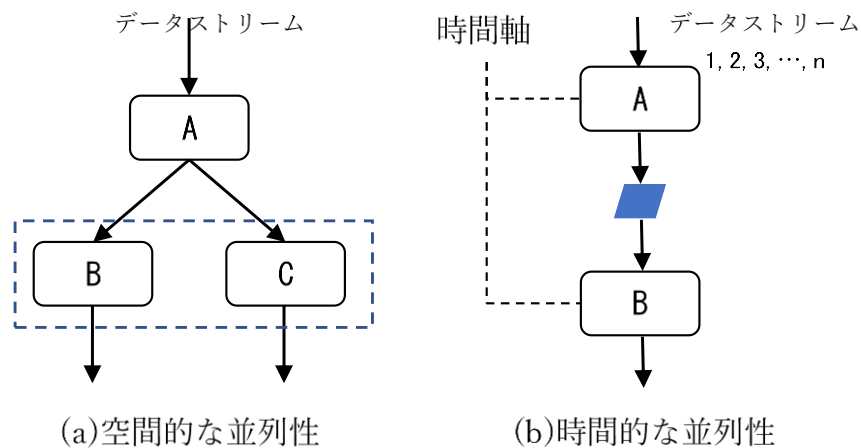 データストリーム
A
B
C
(a)空間的な並列性
時間軸
データストリーム
1, 2, 3, …, n
A
B
(b)時間的な並列性